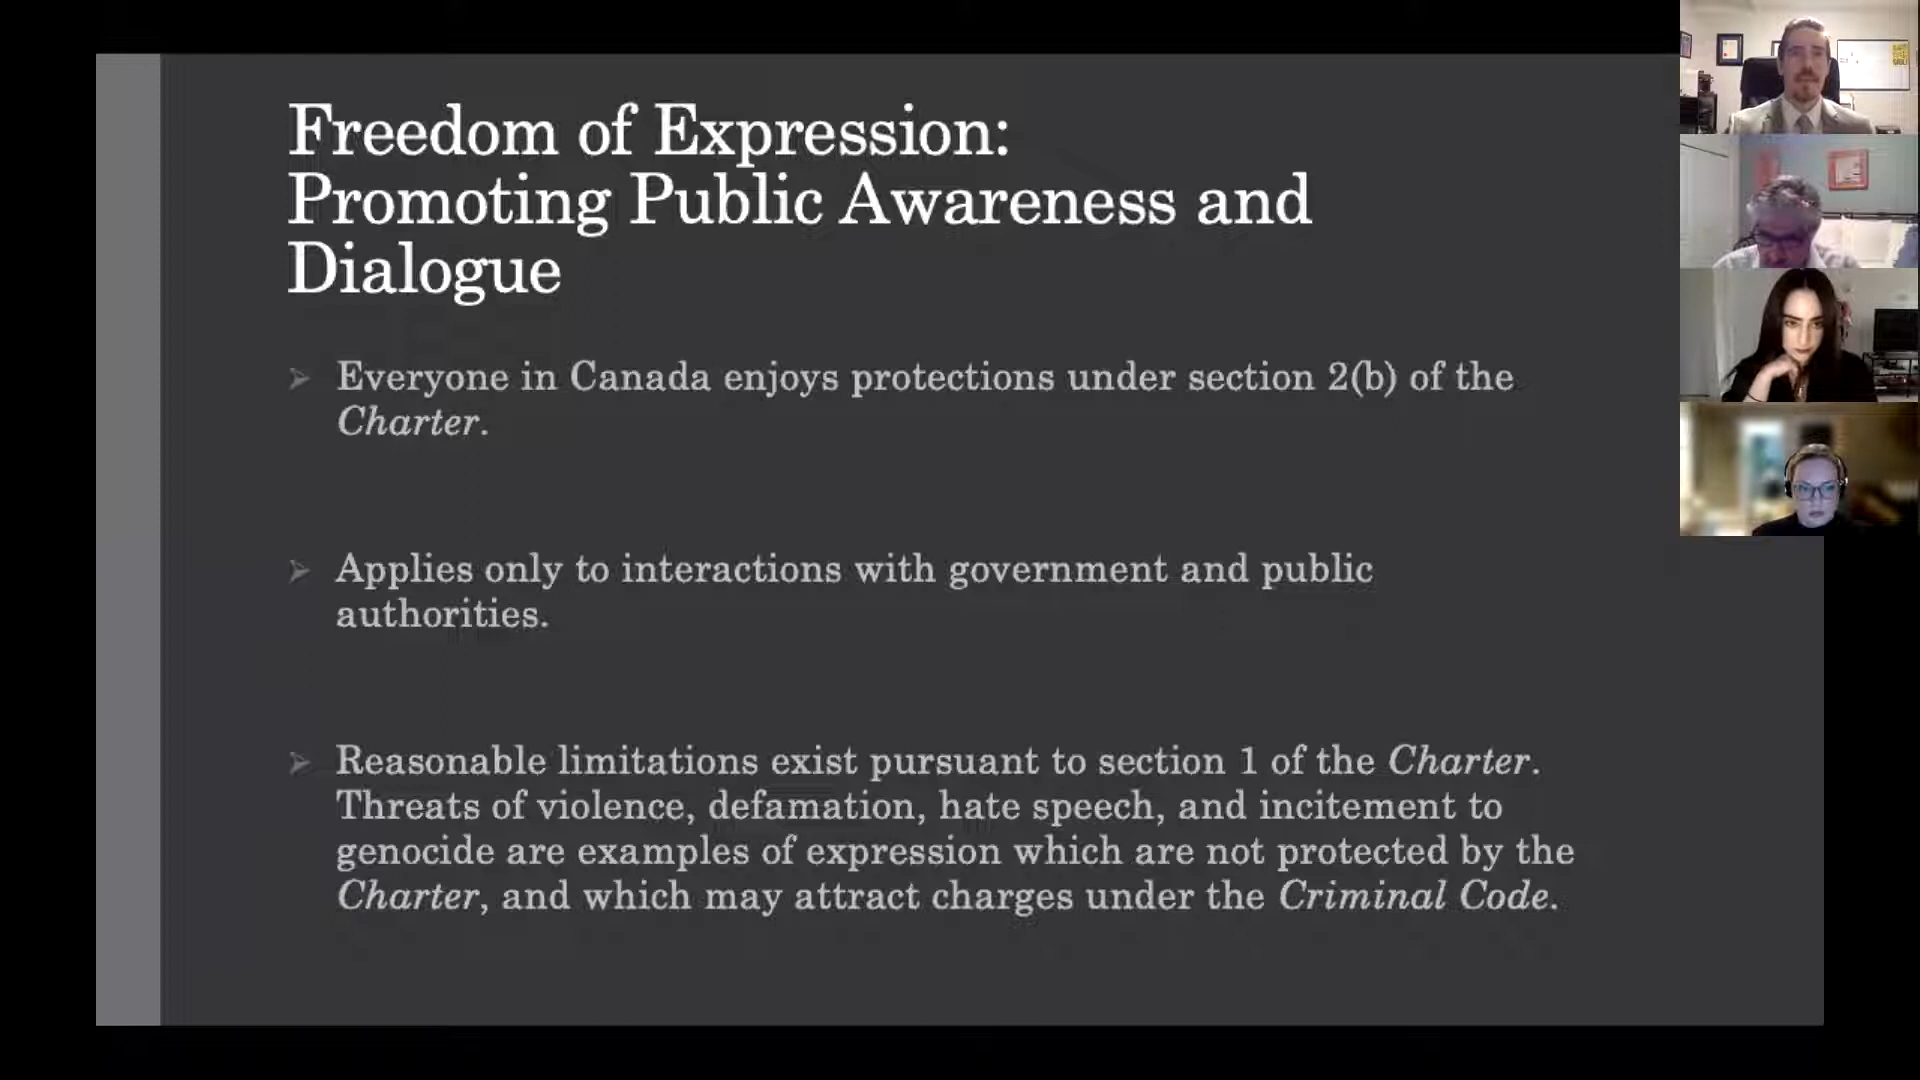 Freedom of Expression:
Promoting Public Awareness and
Dialogue
Everyone in Canada enjoys protections under section 2(b) of the
Charter.
Applies only to interactions with government and public
authorities.
Reasonable limitations exist pursuant to section 1 of the Charter.
Threats of violence, defamation, hate speech, and incitement to
genocide are examples of expression which are not protected by the
Charter, and which may attract charges under the Criminal Code.